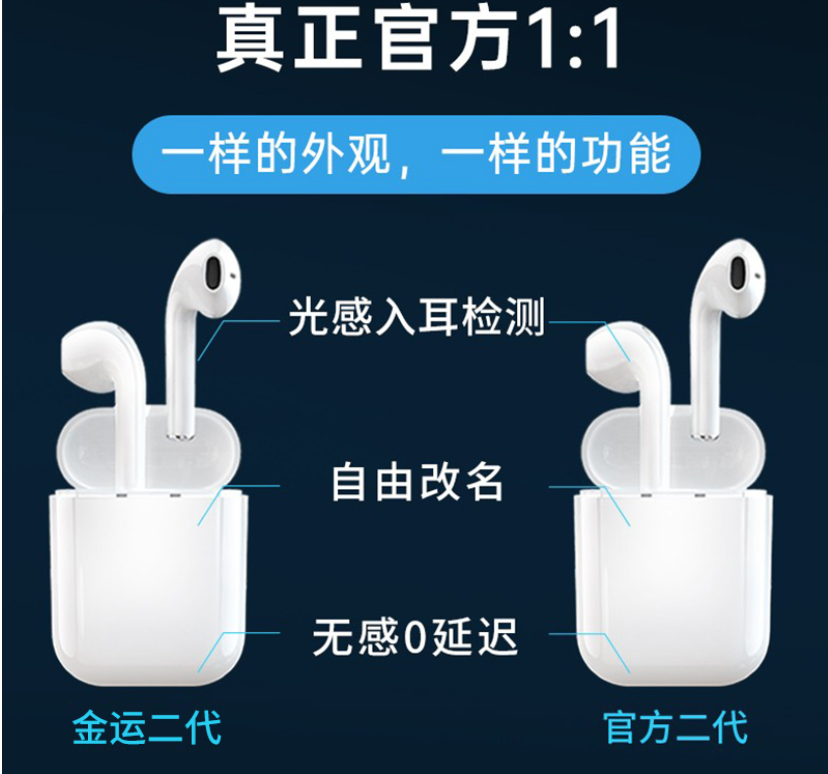 真正官方1:1
一样的外观，一样的功能
光感入耳检测
自由改名
无感0延迟
金运二代
官方二代